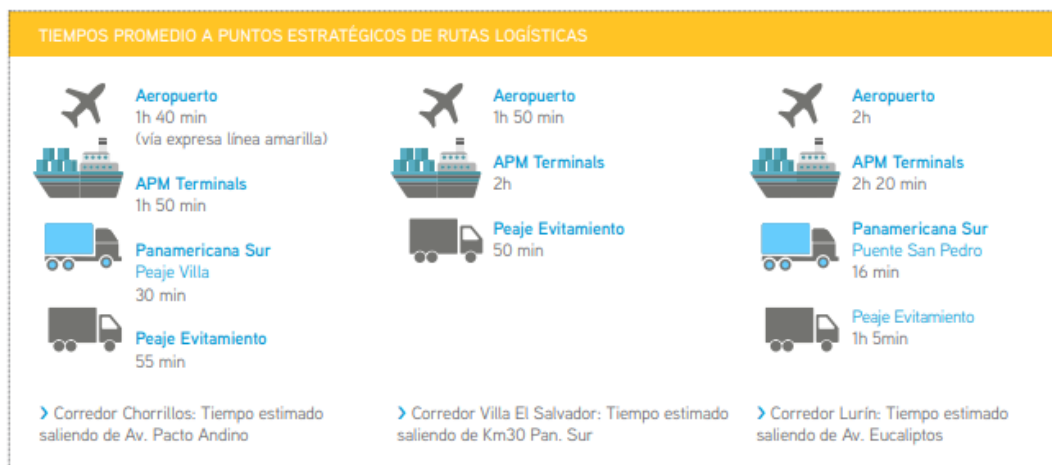 TIEMPOS PROMEDIO A PUNTOS ESTRATÉGICOS DE RUTAS LOGÍSTICAS
Aeropuerto
1h 40 min
(vía expresa línea amarilla)
APM Terminals
1h 50 min
Panamericana Sur
Peaje Villa
30 min
Peaje Evitamiento
55 min
❯ Corredor Chorrillos: Tiempo estimado
saliendo de Av. Pacto Andino
Aeropuerto
1h 50 min
APM Terminals
2h
Peaje Evitamiento
50 min
❯ Corredor Villa El Salvador: Tiempo estimado
saliendo de Km30 Pan. Sur
Aeropuerto
2h
APM Terminals
2h 20 min
Panamericana Sur
Puente San Pedro
16 min
Peaje Evitamiento
1h 5min
❯ Corredor Lurín: Tiempo estimado
saliendo de Av. Eucaliptos